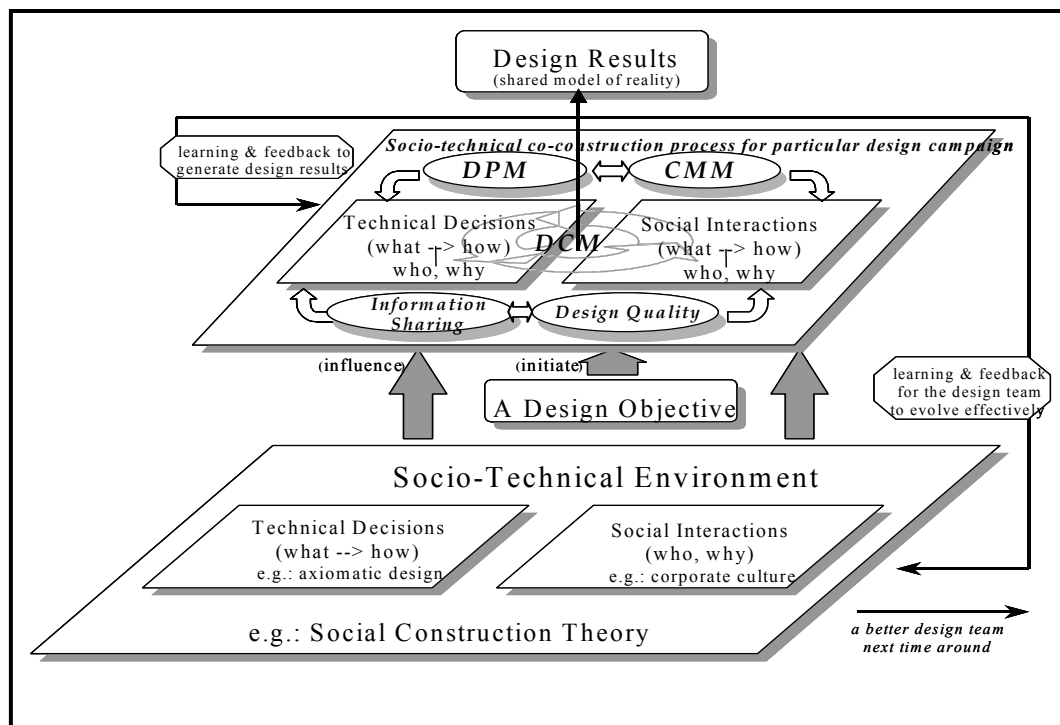 Design Results
(shared model of reality)
learning & feedback to
generate design results
Socio-technical co-construction process for particular design campaign
DPM
CMM
Technical Decisions
(what --> how)
who, why
DCM
Social Interactions
(what --> how)
who, why
Information
Sharing
Design Quality
(influence)
(initiate)
A Design Objective
learning & feedback
for the design team
to evolve effectively
Socio-Technical Environment
Technical Decisions
(what --> how)
e.g.: axiomatic design
Social Interactions
(who, why)
e.g.: corporate culture
e.g.: Social Construction Theory
a better design team
next time around